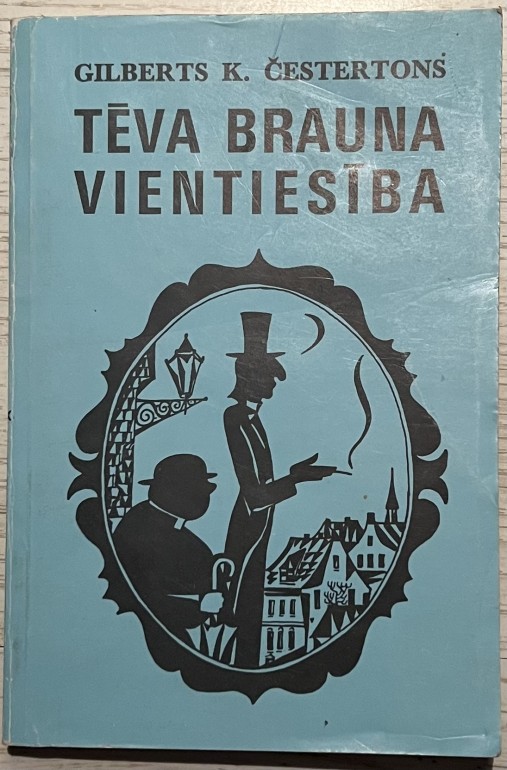 GILBERTS K. ČESTERTONS
TĒVA BRAUNA
VIENTIESĪBA